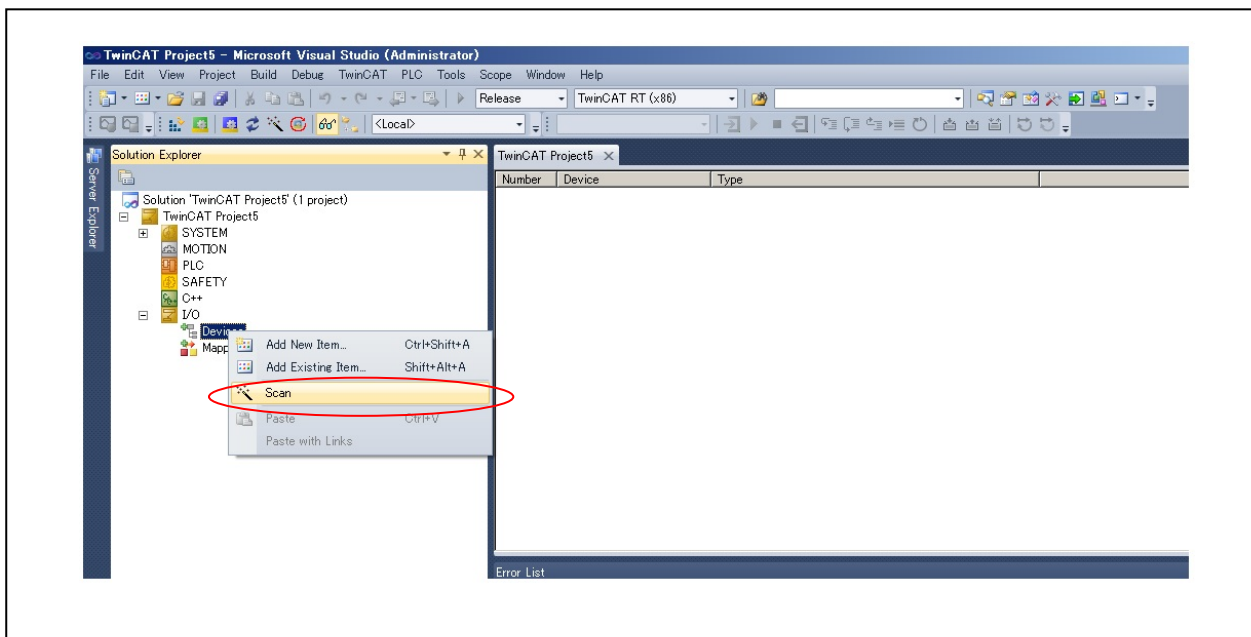 TwinCAT Project5 - Microsoft Visual Studio (Administrator)
File Edit View Project Build Debug TwinCAT PLC Tools Scope Window Help
Release TwinCAT RT (x86)
<Local>
Server Explorer
Solution Explorer
Solution 'TwinCAT Project5' (1 project)
TwinCAT Project5
SYSTEM
MOTION
PLC
SAFETY
C++
I/O
Devices
Mapp
Add New Item... Ctrl+Shift+A
Add Existing Item... Shift+Alt+A
Scan
Paste Ctrl+V
Paste with Links
TwinCAT Project5
Number Device Type
Error List